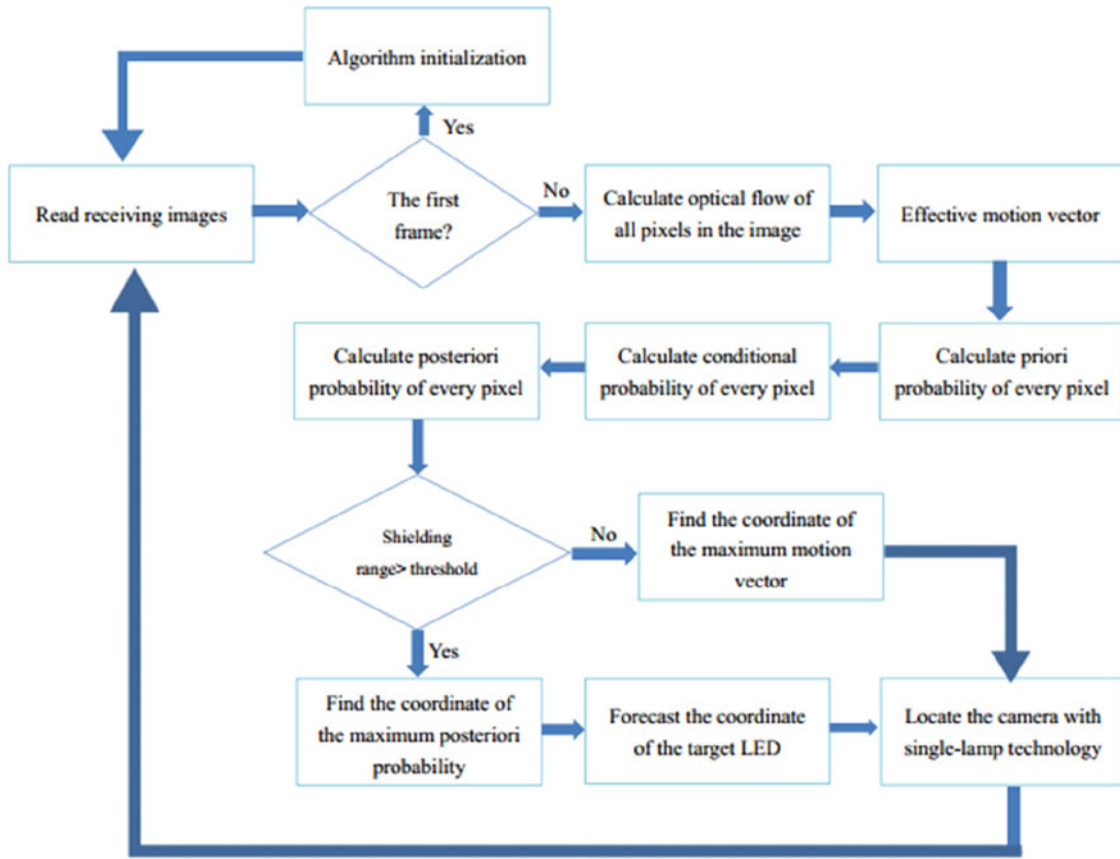 Algorithm initialization
Yes
Read receiving images
The first
frame?
No
Calculate optical flow of
all pixels in the image
Effective motion vector
Calculate posteriori
probability of every pixel
Calculate conditional
probability of every pixel
Calculate priori
probability of every pixel
Shielding
range> threshold
No
Find the coordinate of
the maximum motion
vector
Yes
Find the coordinate of
the maximum posteriori
probability
Forecast the coordinate
of the target LED
Locate the camera with
single-lamp technology